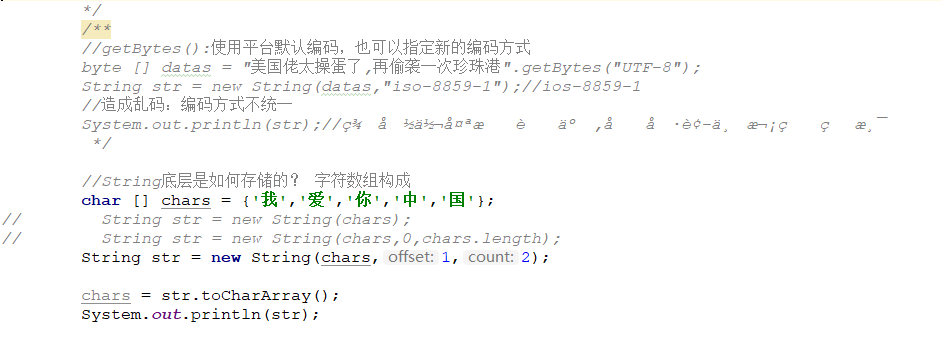 */
/**
//getBytes():使用平台默认编码，也可以指定新的编码方式
byte [] datas = "美国佬太操蛋了,再偷袭一次珍珠港".getBytes("UTF-8");
String str = new String(datas,"iso-8859-1");//ios-8859-1
//造成乱码：编码方式不统一
System.out.println(str);//ç¾ å ½ä½¬å¤ªæ è äº ,å å ·è¢­ä¸ æ¬¡ç ç æ¸¯
*/
//String底层是如何存储的？ 字符数组构成
char [] chars = {'我','爱','你','中','国'};
// String str = new String(chars);
// String str = new String(chars,0,chars.length);
String str = new String(chars, offset: 1, count: 2);
chars = str.toCharArray();
System.out.println(str);